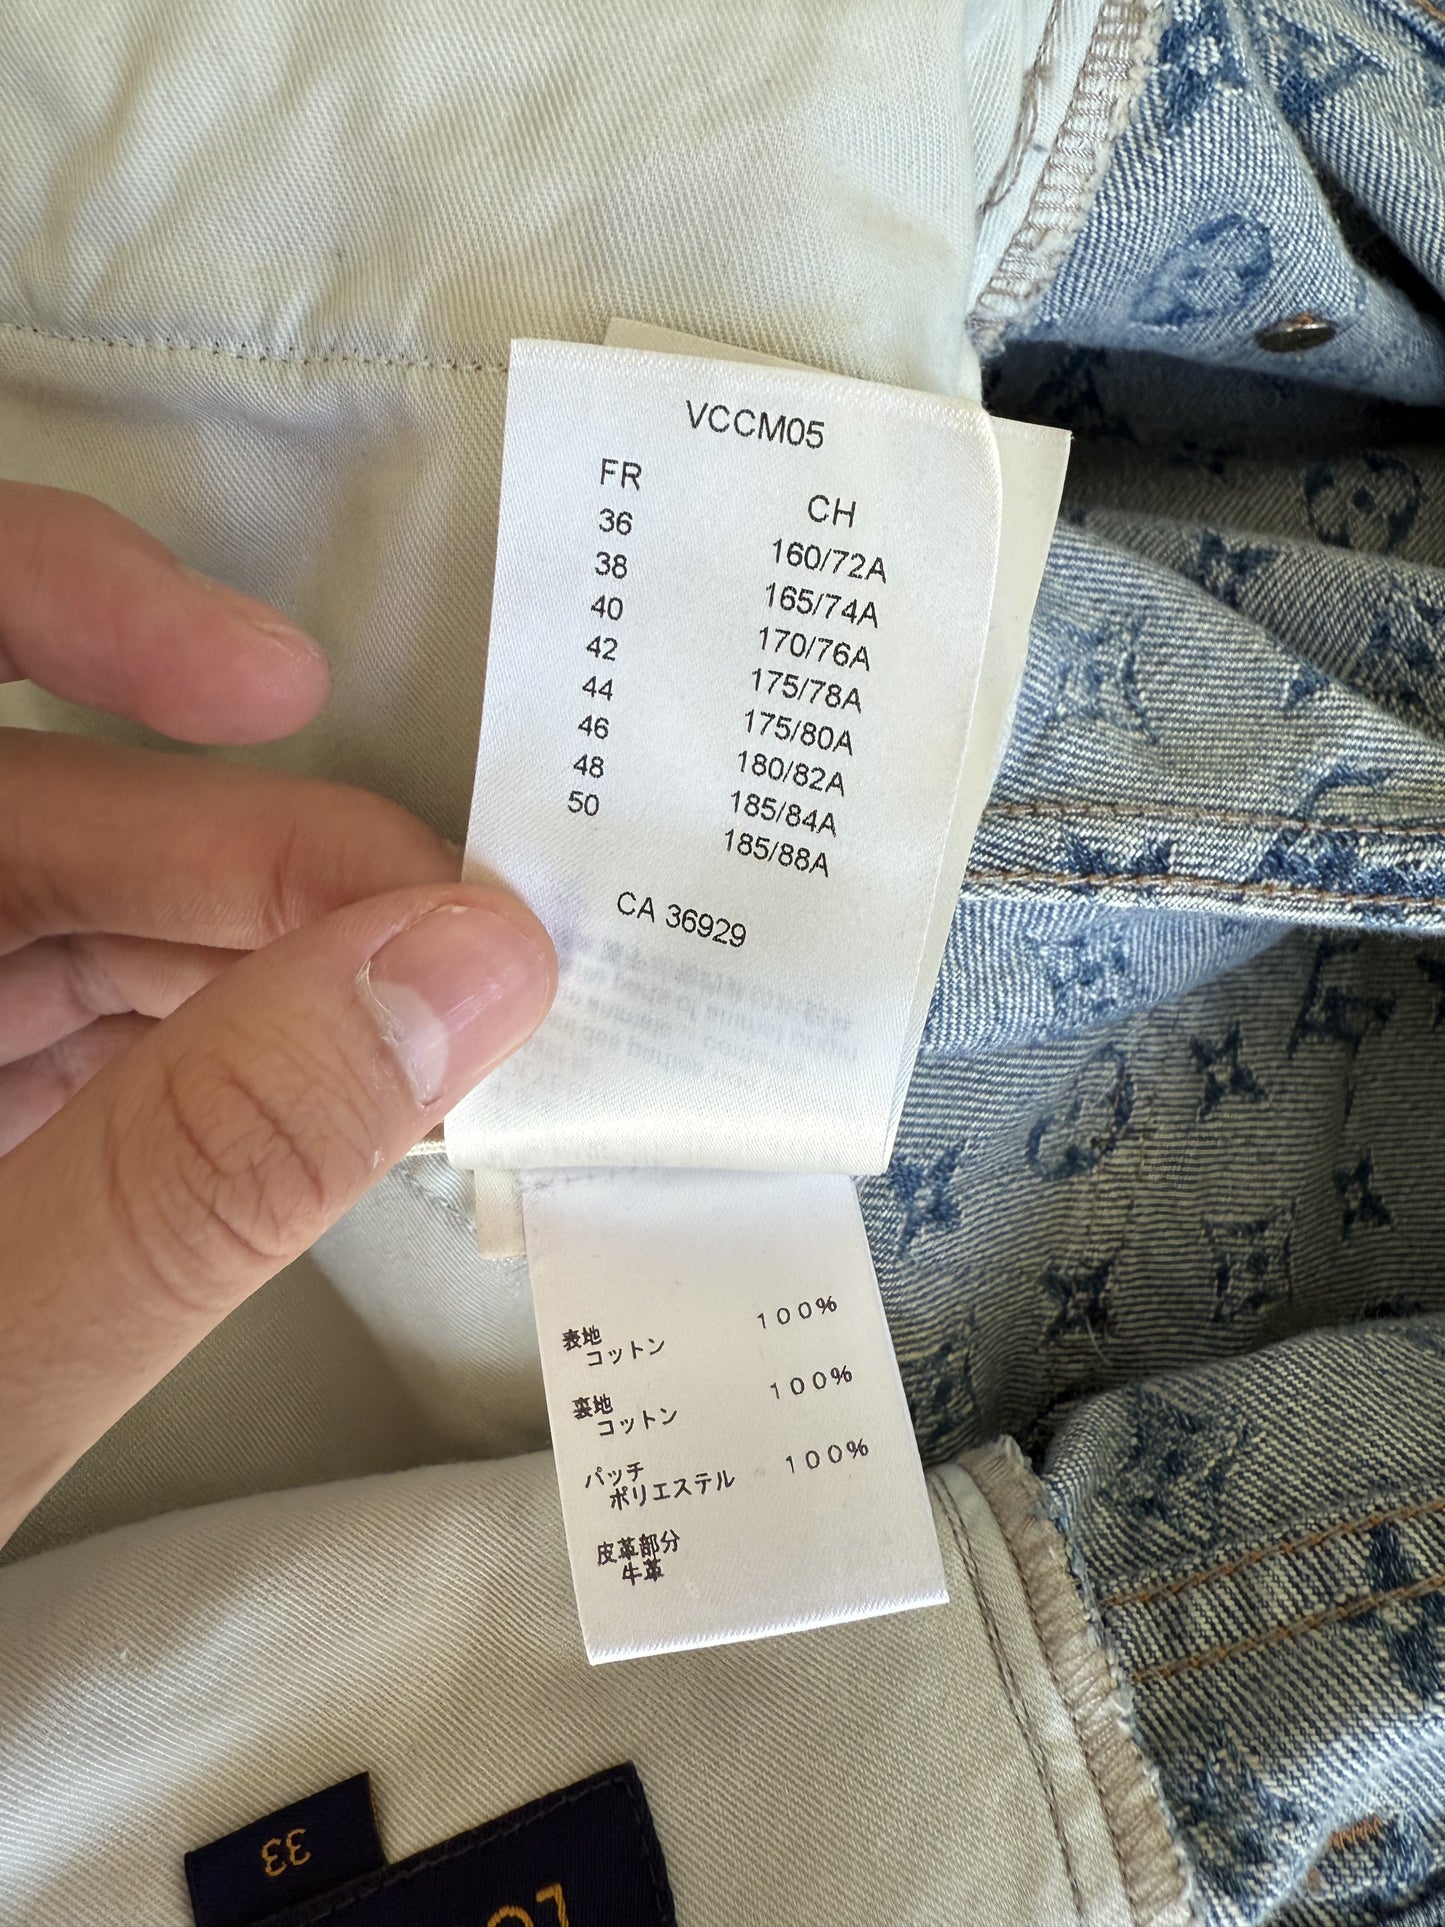 VCCM05
FR CH
36 160/72A
38 165/74A
40 170/76A
42 175/78A
44 175/80A
46 180/82A
48 185/84A
50 185/88A
CA 36929
表地 100%
コットン
裏地 100%
コットン
パッチ 100%
ポリエステル
皮革部分
牛革
33
LO